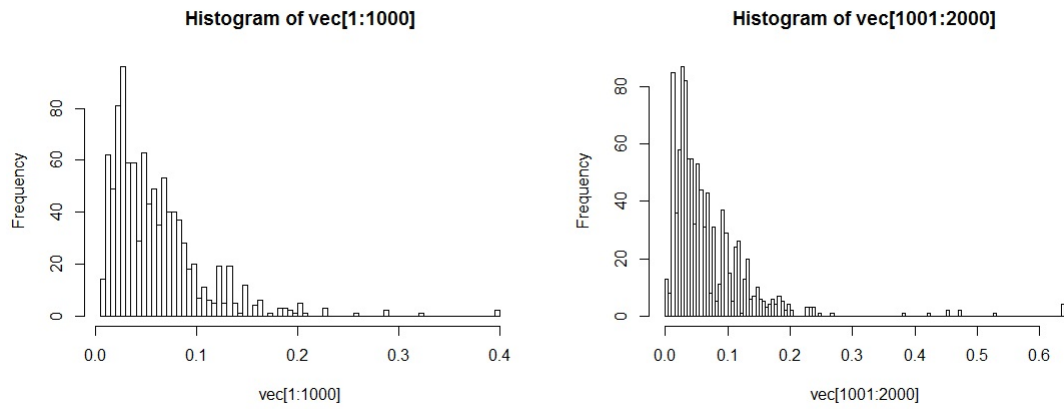 Histogram of vec[1:1000]
Frequency
80
60
40
20
0
0.0 0.1 0.2 0.3 0.4
vec[1:1000]
Histogram of vec[1001:2000]
Frequency
80
60
40
20
0
0.0 0.1 0.2 0.3 0.4 0.5 0.6
vec[1001:2000]